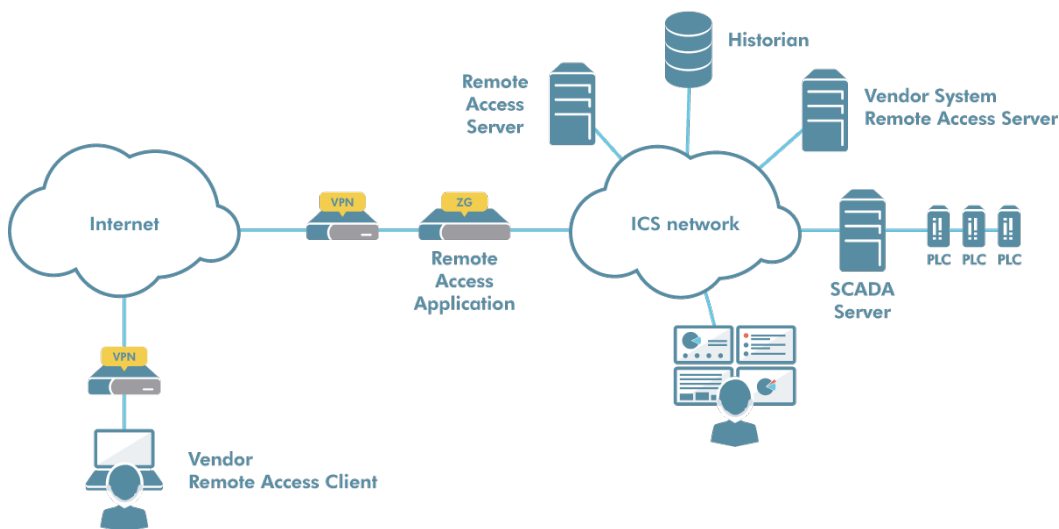 Historian
Remote
Access
Server
Vendor System
Remote Access Server
VPN
ZG
Internet
ICS network
Remote
Access
Application
PLC
PLC
PLC
SCADA
Server
VPN
Vendor
Remote Access Client